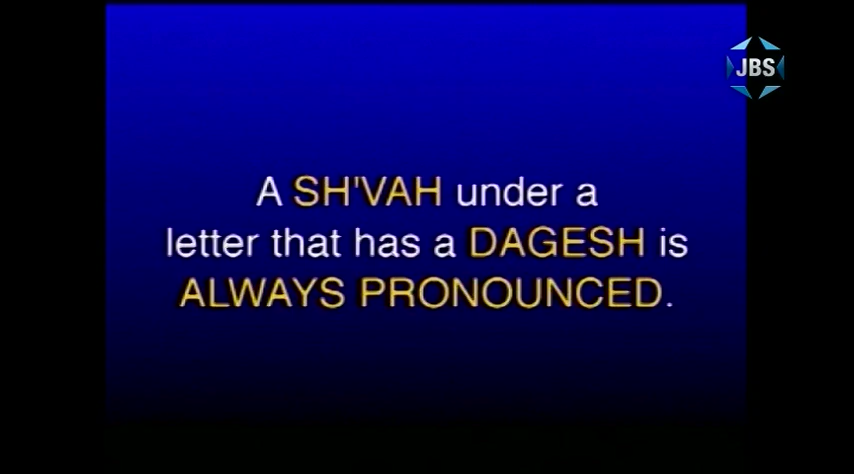 JBS
A SH'VAH under a
letter that has a DAGESH is
ALWAYS PRONOUNCED.